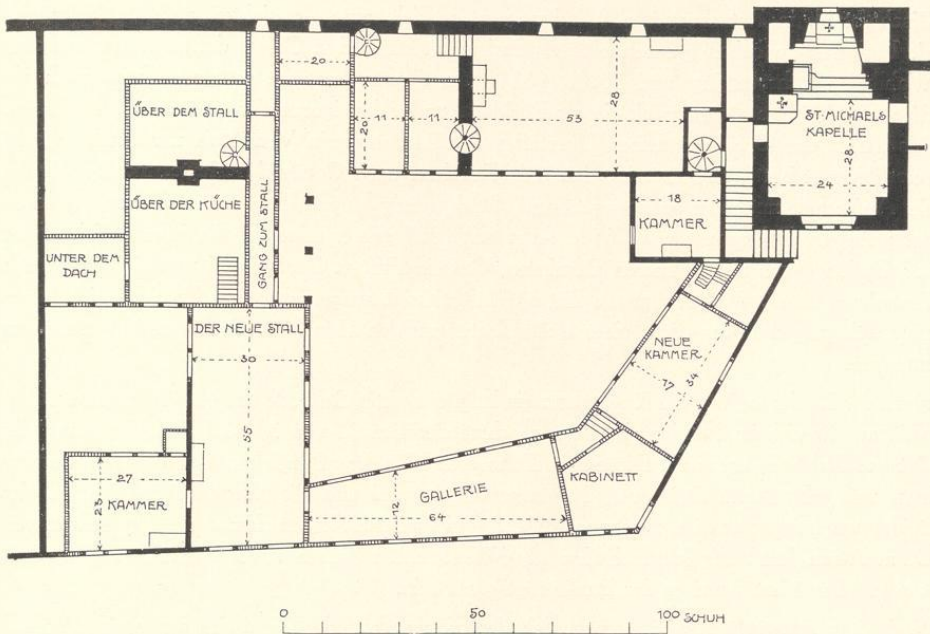 20
ÜBER DEM STALL
28
53
20
11
11
ST. MICHAELS
KAPELLE
28
24
ÜBER DER KÜCHE
GANG ZUM STALL
18
KAMMER
UNTER DEM
DACH
DER NEUE STALL
30
55
NEUE
KAMMER
17
34
27
23
KAMMER
GALLERIE
12
64
KABINETT
0 50 100 SCHUH